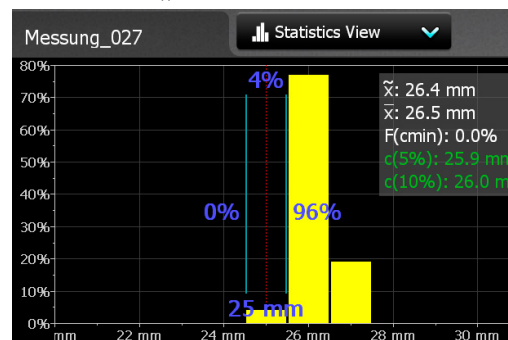 Messung_027
Statistics View
80%
70%
60%
50%
40%
30%
20%
10%
0%
4%
0%
96%
25 mm
x̃: 26.4 mm
x̅: 26.5 mm
F(cmin): 0.0%
c(5%): 25.9 mm
c(10%): 26.0 m
mm 22 mm 24 mm 26 mm 28 mm 30 mm